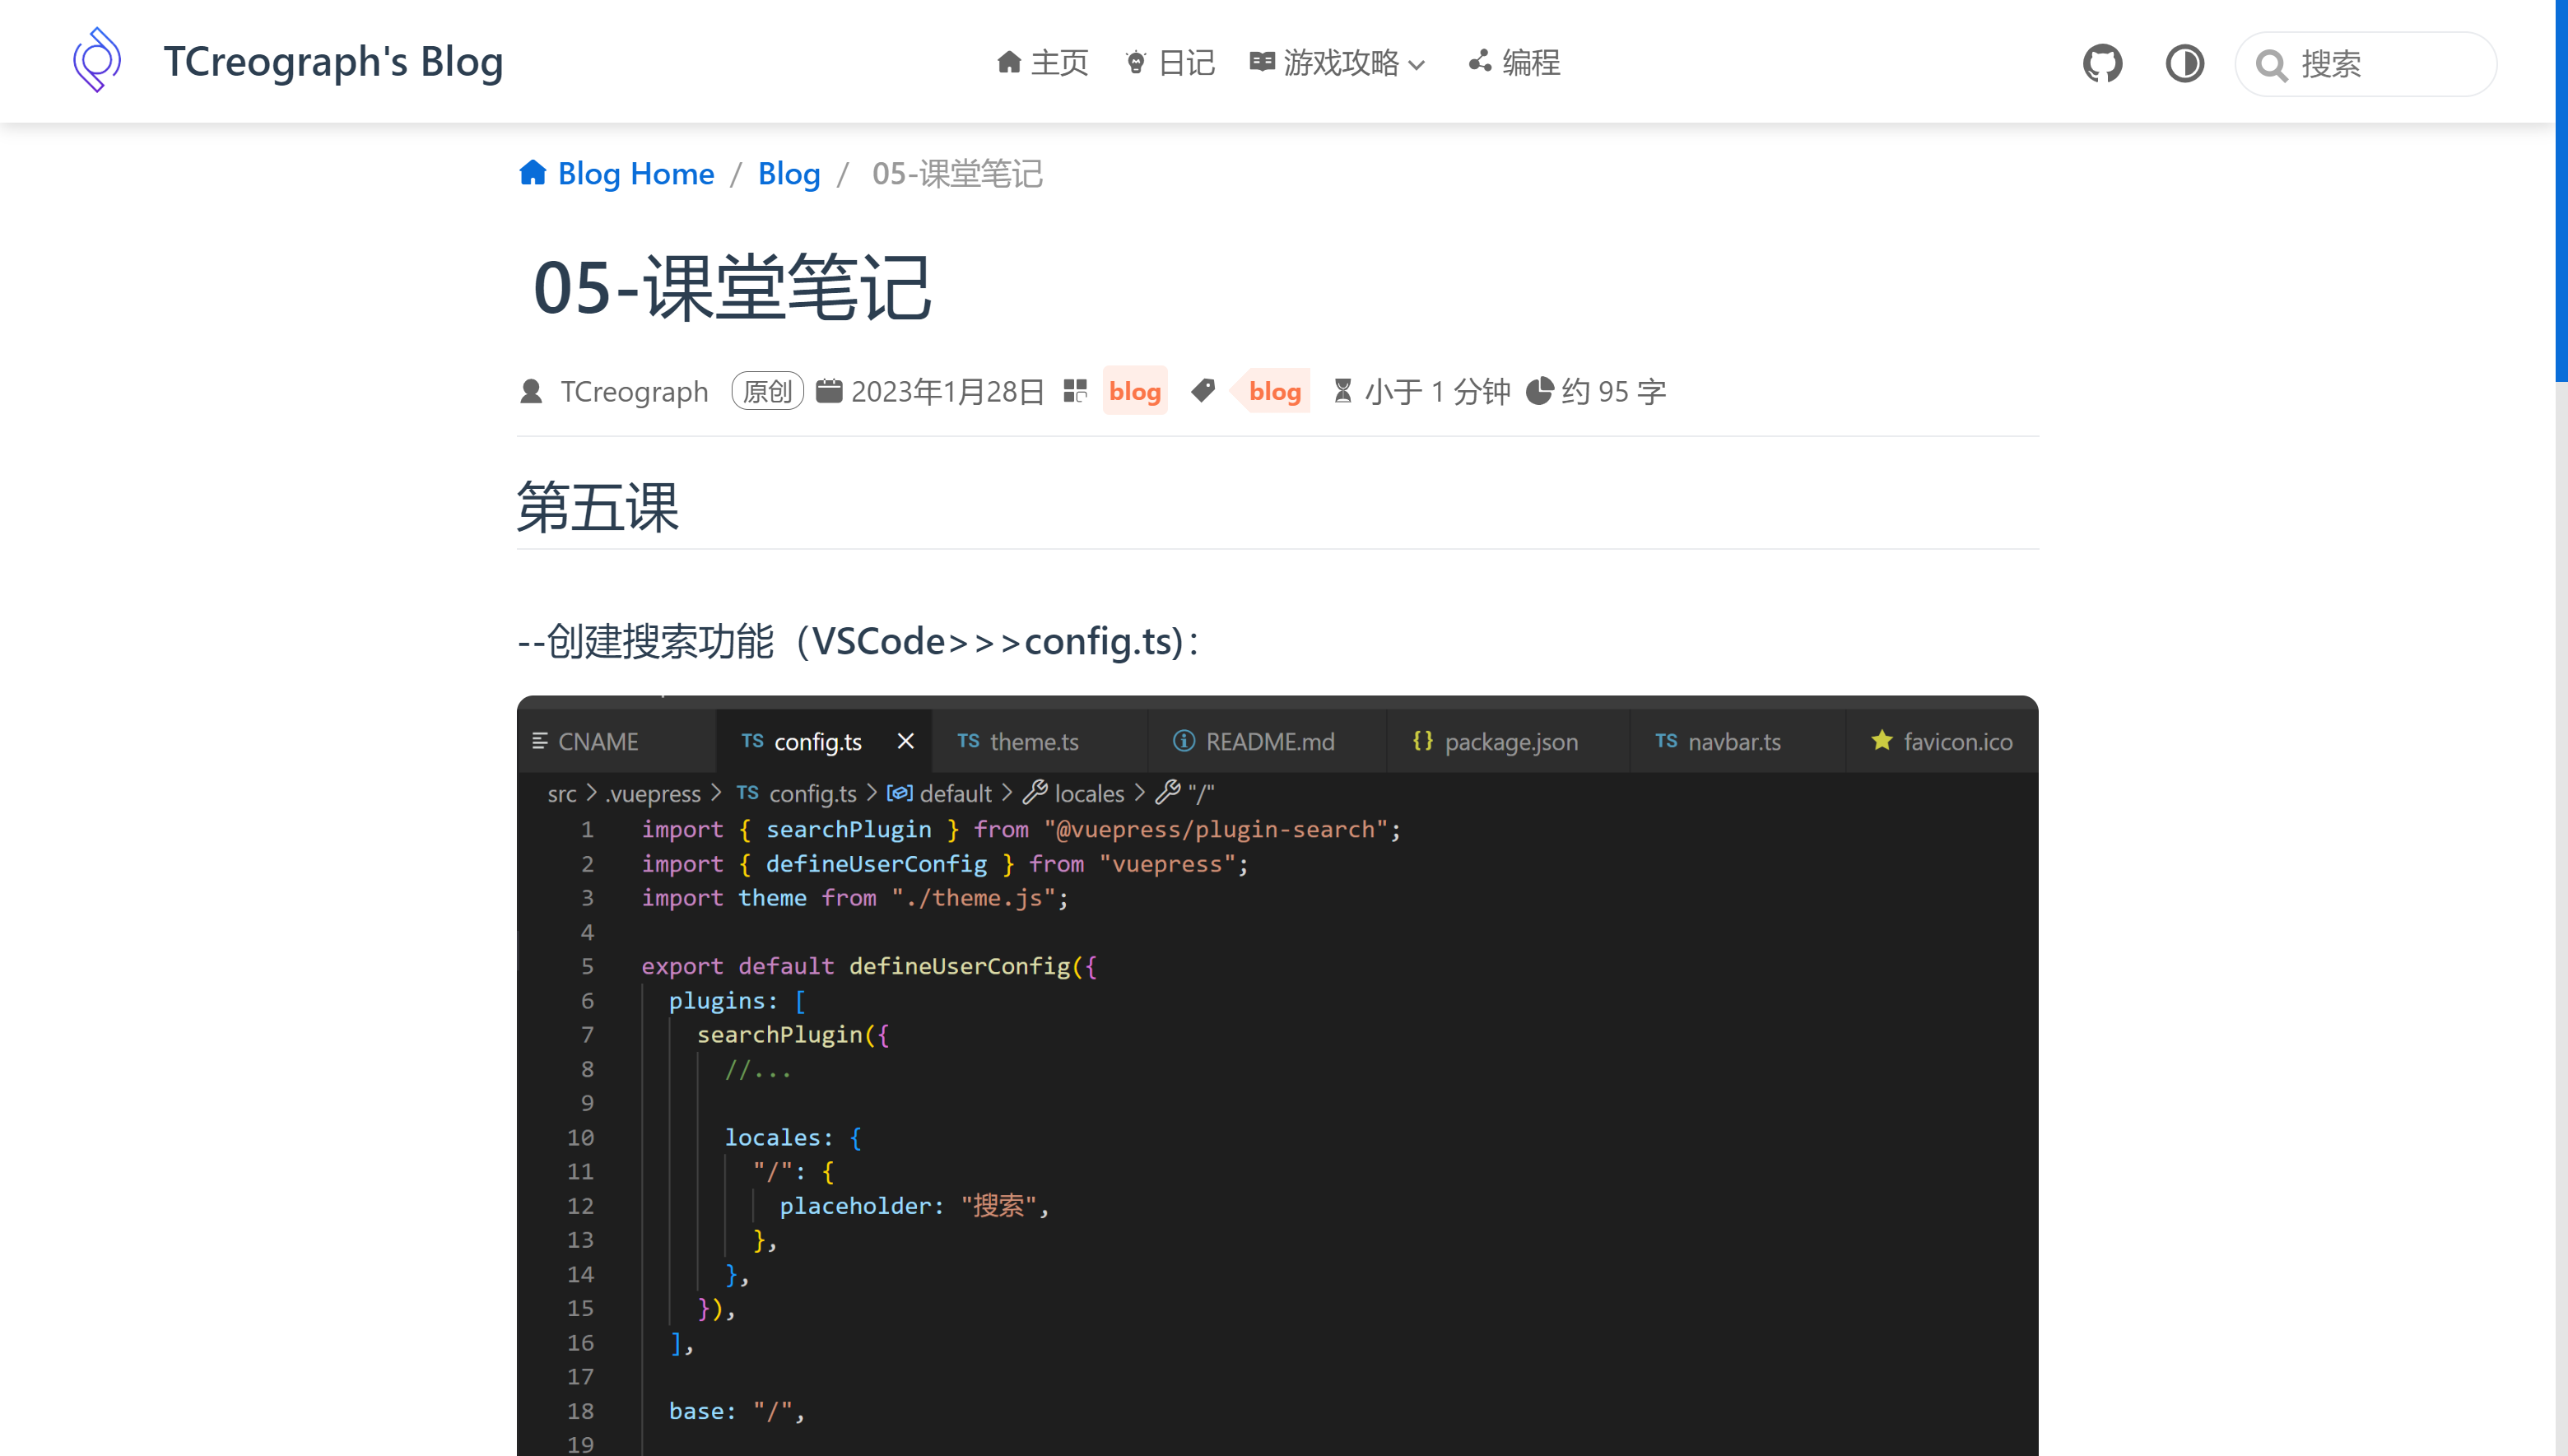 TCreograph's Blog 主页 日记 游戏攻略 编程 搜索
Blog Home / Blog / 05-课堂笔记
05-课堂笔记
TCreograph 原创 2023年1月28日 blog blog 小于 1 分钟 约 95 字
第五课
--创建搜索功能（VSCode>>>config.ts)：
CNAME TS config.ts TS theme.ts README.md {} package.json TS navbar.ts favicon.ico
src > .vuepress > TS config.ts > default > locales > "/"
1 import { searchPlugin } from "@vuepress/plugin-search";
2 import { defineUserConfig } from "vuepress";
3 import theme from "./theme.js";
4
5 export default defineUserConfig({
6 plugins: [
7 searchPlugin({
8 //...
9
10 locales: {
11 "/": {
12 placeholder: "搜索",
13 },
14 },
15 }),
16 ],
17
18 base: "/",
19